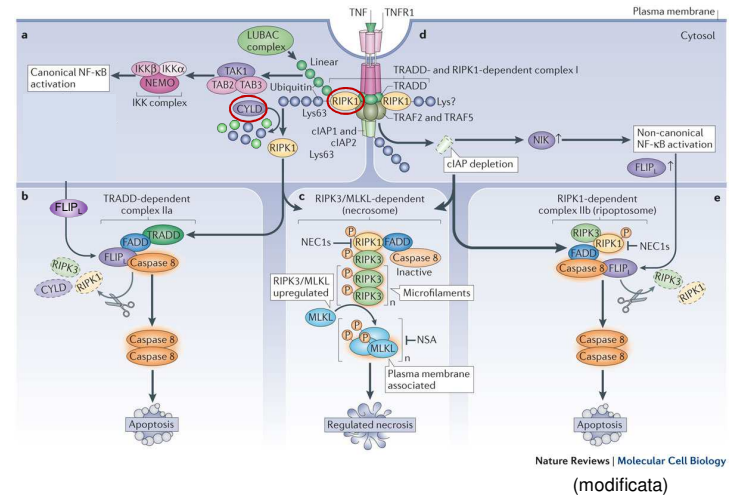 TNF
TNFR1
Plasma membrane
a
d
Cytosol
LUBAC
complex
Linear
TRADD- and RIPK1-dependent complex I
Canonical NF-κB
activation
IKKβ
IKKα
NEMO
IKK complex
TAK1
TAB2
TAB3
Ubiquitin
Lys63
RIPK1
TRADD
RIPK1
Lys?
TRAF2 and TRAF5
CYLD
cIAP1 and
cIAP2
Lys63
RIPK1
cIAP depletion
NIK ↑
Non-canonical
NF-κB activation
FLIPL ↑
b
TRADD-dependent
complex IIa
FLIPL
TRADD
FADD
FLIPL
Caspase 8
RIPK3
CYLD
RIPK1
Caspase 8
Caspase 8
Apoptosis
c
RIPK3/MLKL-dependent
(necrosome)
P
NEC1s
RIPK1
FADD
P
RIPK3
Caspase 8
Inactive
P
RIPK3
P
RIPK3
n
Microfilaments
RIPK3/MLKL
upregulated
MLKL
P
P
P
MLKL
NSA
n
Plasma membrane
associated
Regulated necrosis
e
RIPK1-dependent
complex IIb (ripoptosome)
RIPK3
P
RIPK1
NEC1s
FADD
Caspase 8
FLIPL
RIPK3
RIPK1
Caspase 8
Caspase 8
Apoptosis
Nature Reviews | Molecular Cell Biology
(modificata)